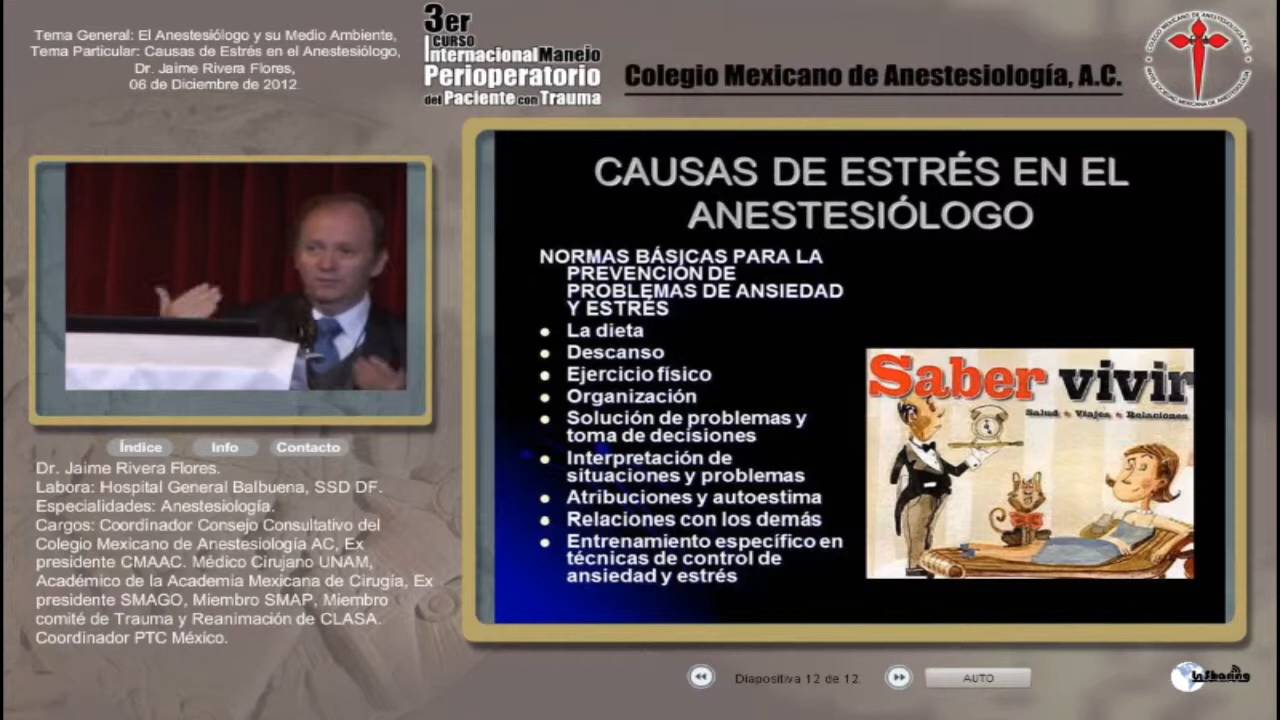 Tema General: El Anestesiólogo y su Medio Ambiente,
Tema Particular: Causas de Estrés en el Anestesiólogo,
Dr. Jaime Rivera Flores,
06 de Diciembre de 2012.
3er
CURSO
Internacional Manejo
Perioperatorio
del Paciente con Trauma
Colegio Mexicano de Anestesiología, A.C.
CAUSAS DE ESTRÉS EN EL
ANESTESIÓLOGO
NORMAS BÁSICAS PARA LA
PREVENCIÓN DE
PROBLEMAS DE ANSIEDAD
Y ESTRÉS
• La dieta
• Descanso
• Ejercicio físico
• Organización
• Solución de problemas y
toma de decisiones
• Interpretación de
situaciones y problemas
• Atribuciones y autoestima
• Relaciones con los demás
• Entrenamiento específico en
técnicas de control de
ansiedad y estrés
Saber vivir
Salud • Viajes • Relaciones
Índice Info Contacto
Dr. Jaime Rivera Flores.
Labora: Hospital General Balbuena, SSD DF.
Especialidades: Anestesiología.
Cargos: Coordinador Consejo Consultativo del
Colegio Mexicano de Anestesiología AC, Ex
presidente CMAAC. Médico Cirujano UNAM,
Académico de la Academia Mexicana de Cirugía, Ex
presidente SMAGO, Miembro SMAP, Miembro
comité de Trauma y Reanimación de CLASA.
Coordinador PTC México.
Diapositiva 12 de 12.
AUTO